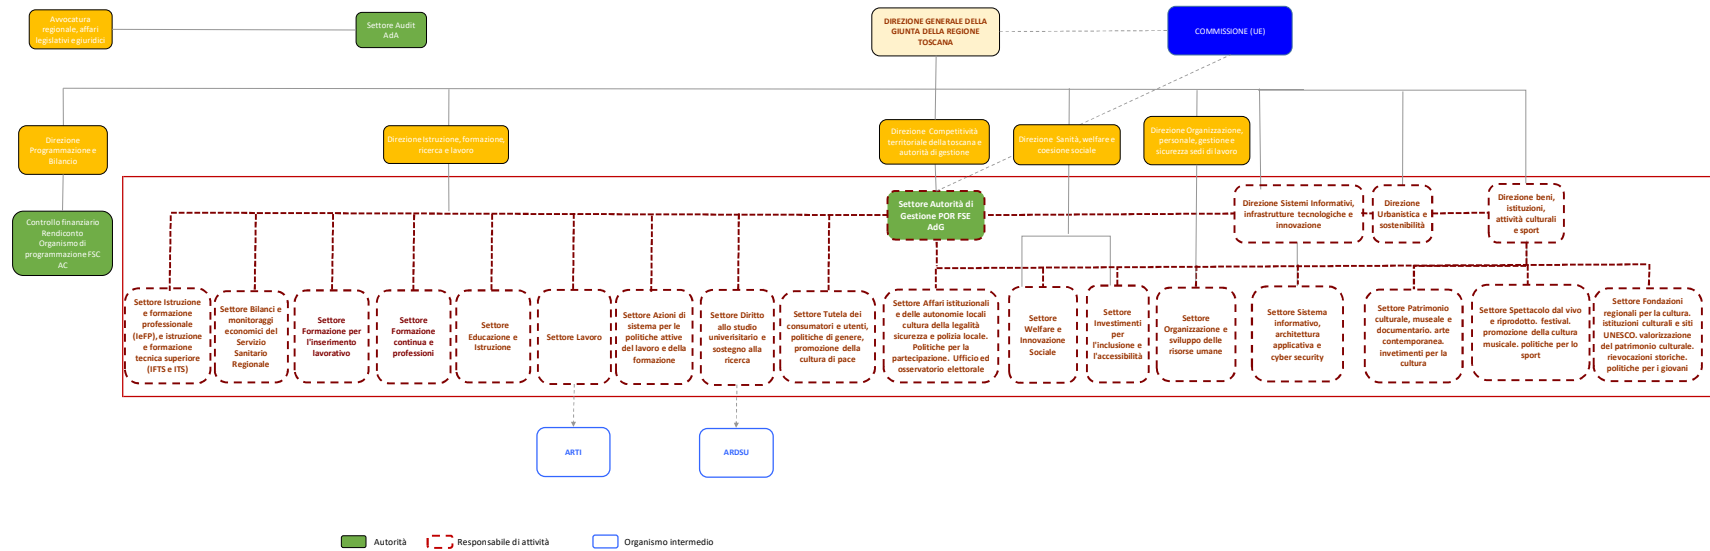 Avvocatura
regionale, affari
legislativi e giuridici
Settore Audit
AdA
DIREZIONE GENERALE DELLA
GIUNTA DELLA REGIONE
TOSCANA
COMMISSIONE (UE)
Direzione
Programmazione e
Bilancio
Direzione istruzione, formazione,
ricerca e lavoro
Direzione Competitività
territoriale della toscana e
autorità di gestione
Direzione Sanità, welfare e
coesione sociale
Direzione Organizzazione,
personale, gestione e
sicurezza sedi di lavoro
Controllo finanziario
Rendiconto
Organismo di
programmazione FSC
AC
Settore Autorità di
Gestione POR FSE
AdG
Direzione Sistemi Informativi,
infrastrutture tecnologiche e
innovazione
Direzione
Urbanistica e
sostenibilità
Direzione beni,
istituzioni,
attività culturali
e sport
Settore Istruzione
e formazione
professionale
(IeFP), e istruzione
e formazione
tecnica superiore
(IFTS e ITS)
Settore Bilanci e
monitoraggi
economici del
Servizio
Sanitario
Regionale
Settore
Formazione per
l'inserimento
lavorativo
Settore
Formazione
continua e
professioni
Settore
Educazione e
Istruzione
Settore Lavoro
Settore Azioni di
sistema per le
politiche attive
del lavoro e della
formazione
Settore Diritto
allo studio
univerisitario e
sostegno alla
ricerca
Settore Tutela dei
consumatori e utenti,
politiche di genere,
promozione della
cultura di pace
Settore Affari istituzionali
e delle autonomie locali
cultura della legalità
sicurezza e polizia locale.
Politiche per la
partecipazione. Ufficio ed
osservatorio elettorale
Settore
Welfare e
Innovazione
Sociale
Settore
Investimenti
per
l'inclusione e
l'accessibilità
Settore
Organizzazione e
sviluppo delle
risorse umane
Settore Sistema
informativo,
architettura
applicativa e
cyber security
Settore Patrimonio
culturale, museale e
documentario. arte
contemporanea.
invetimenti per la
cultura
Settore Spettacolo dal vivo
e riprodotto. festival.
promozione della cultura
musicale. politiche per lo
sport
Settore Fondazioni
regionali per la cultura.
istituzioni culturali e siti
UNESCO. valorizzazione
del patrimonio culturale.
rievocazioni storiche.
politiche per i giovani
ARTI
ARDSU
Autorità
Responsabile di attività
Organismo intermedio